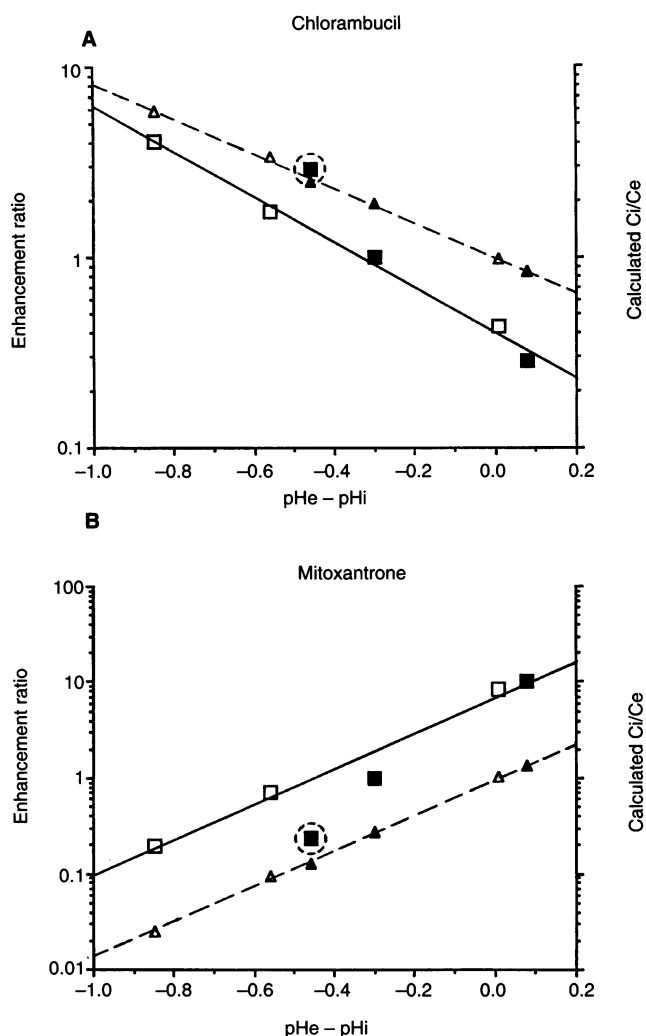 A
Chlorambucil
10
1
0.1
Enhancement ratio
Calculated Ci/Ce
−1.0 −0.8 −0.6 −0.4 −0.2 0.0 0.2
pHe – pHi
B
Mitoxantrone
100
10
1
0.1
0.01
Enhancement ratio
Calculated Ci/Ce
−1.0 −0.8 −0.6 −0.4 −0.2 0.0 0.2
pHe – pHi